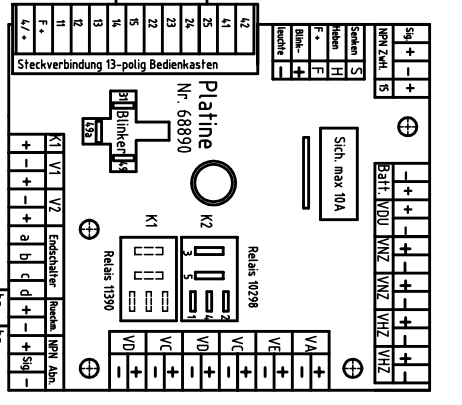 4/+ F+ 11 12 13 14 15 22 23 24 25 41 42
Steckverbindung 13-polig Bedienkasten
leuchte Blink- F+ Heben Senken
- + F H S
NPN Zwtl. Sig. + -
15 +
31
Blinker
49a
49
Platine
Nr. 68890
Sich. max 10A
Batt. - +
VDU + -
VNZ + -
VNZ + -
VHZ + -
VHZ + -
K1 + -
V1 + -
V2 - +
Endschalter a b c d
Rueckm. + -
NPN Abn. + Sig. -
K1
K2
Relais 11390
Relais 10298
3
5
1 4 2
VD VC VD VC VE VA
- + - + - + - + - + - +